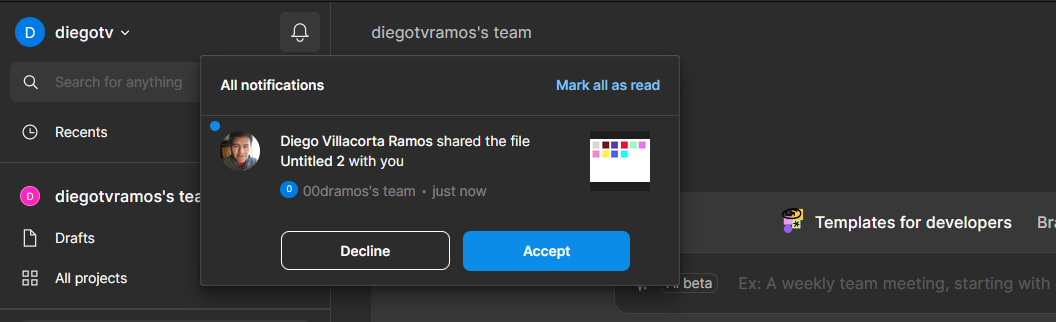 D diegotv
diegotvramos's team
Search for anything
All notifications
Mark all as read
Recents
Diego Villacorta Ramos shared the file
Untitled 2 with you
0 00dramos's team • just now
D diegotvramos's tea
Drafts
All projects
Decline
Accept
Templates for developers
Bra
AI beta
Ex: A weekly team meeting, starting with